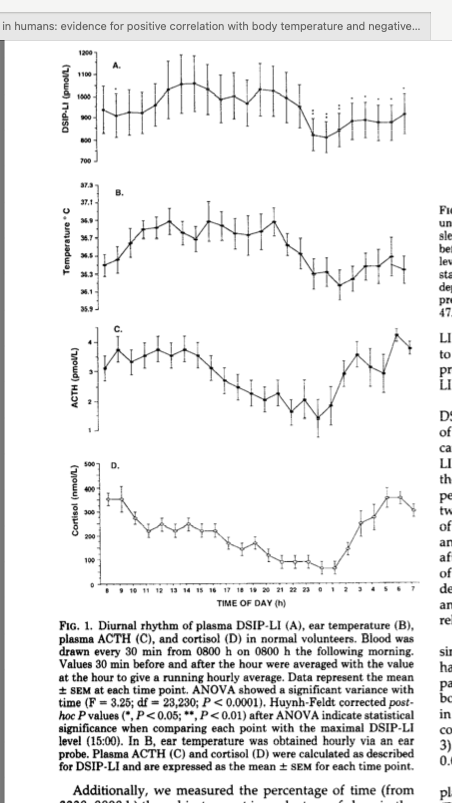 in humans: evidence for positive correlation with body temperature and negative...
1200
1100
1000
900
800
700
DSIP-LI (pmol/L)
A.
37.3
37.1
36.9
36.7
36.5
36.3
36.1
35.9
Temperature ° C
B.
4
3
2
1
ACTH (pmol/L)
C.
500
400
300
200
100
0
Cortisol (nmol/L)
D.
8 9 10 11 12 13 14 15 16 17 18 19 20 21 22 23 0 1 2 3 4 5 6 7
TIME OF DAY (h)
FIG. 1. Diurnal rhythm of plasma DSIP-LI (A), ear temperature (B),
plasma ACTH (C), and cortisol (D) in normal volunteers. Blood was
drawn every 30 min from 0800 h on 0800 h the following morning.
Values 30 min before and after the hour were averaged with the value
at the hour to give a running hourly average. Data represent the mean
± SEM at each time point. ANOVA showed a significant variance with
time (F = 3.25; df = 23,230; P < 0.0001). Huynh-Feldt corrected post-
hoc P values (*, P < 0.05; **, P < 0.01) after ANOVA indicate statistical
significance when comparing each point with the maximal DSIP-LI
level (15:00). In B, ear temperature was obtained hourly via an ear
probe. Plasma ACTH (C) and cortisol (D) were calculated as described
for DSIP-LI and are expressed as the mean ± SEM for each time point.
Additionally, we measured the percentage of time (from